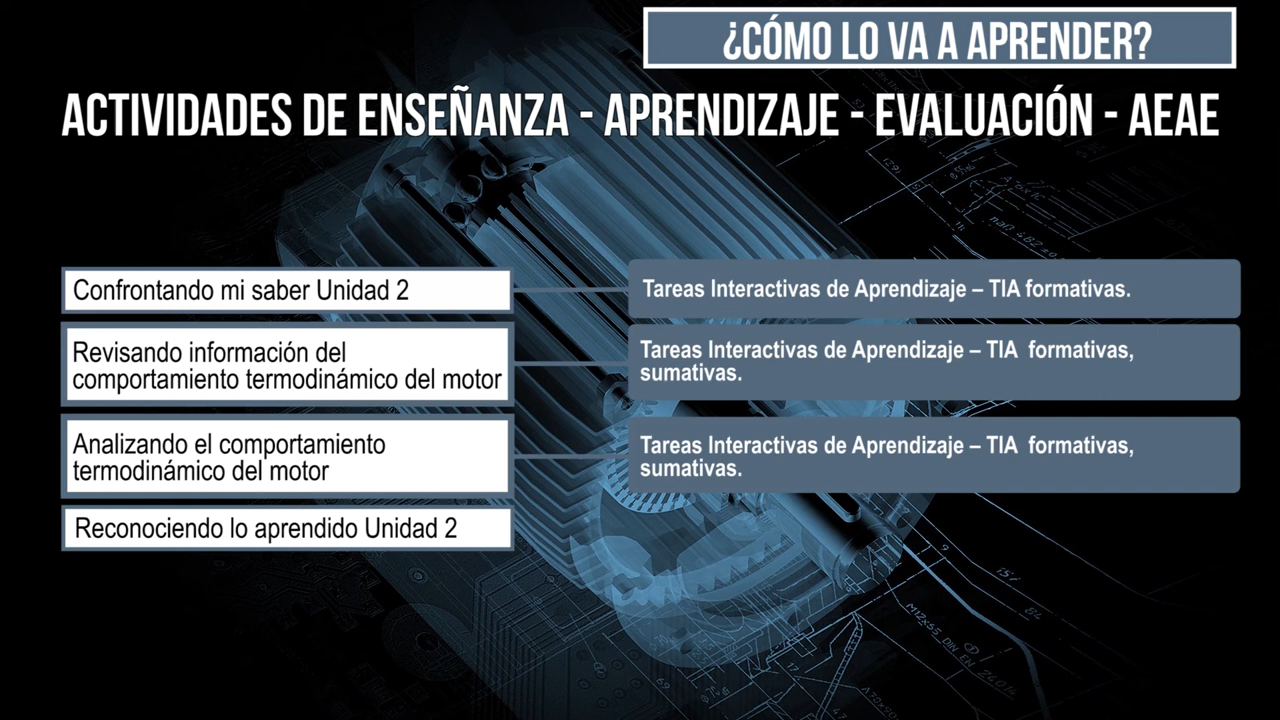 ¿CÓMO LO VA A APRENDER?
ACTIVIDADES DE ENSEÑANZA - APRENDIZAJE - EVALUACIÓN - AEAE
Confrontando mi saber Unidad 2
Tareas Interactivas de Aprendizaje – TIA formativas.
Revisando información del
comportamiento termodinámico del motor
Tareas Interactivas de Aprendizaje – TIA formativas,
sumativas.
Analizando el comportamiento
termodinámico del motor
Tareas Interactivas de Aprendizaje – TIA formativas,
sumativas.
Reconociendo lo aprendido Unidad 2